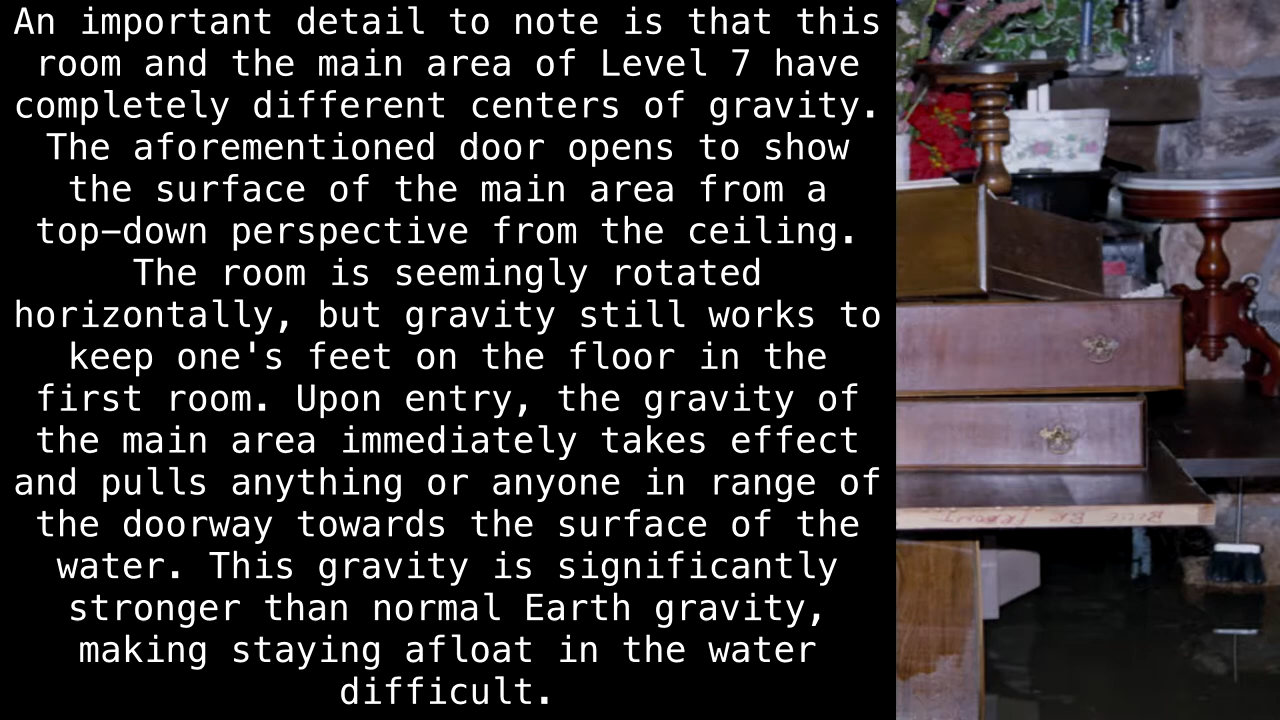 An important detail to note is that this
room and the main area of Level 7 have
completely different centers of gravity.
The aforementioned door opens to show
the surface of the main area from a
top–down perspective from the ceiling.
The room is seemingly rotated
horizontally, but gravity still works to
keep one's feet on the floor in the
first room. Upon entry, the gravity of
the main area immediately takes effect
and pulls anything or anyone in range of
the doorway towards the surface of the
water. This gravity is significantly
stronger than normal Earth gravity,
making staying afloat in the water
difficult.